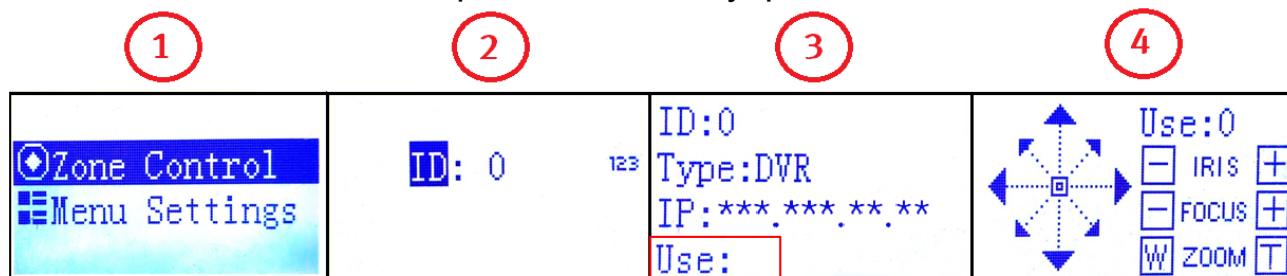 1
2
3
4
Zone Control
Menu Settings
ID: 0 123
ID:0
Type:DVR
IP:***.***.**.**
Use:
Use:0
- IRIS +
- FOCUS +
W ZOOM T